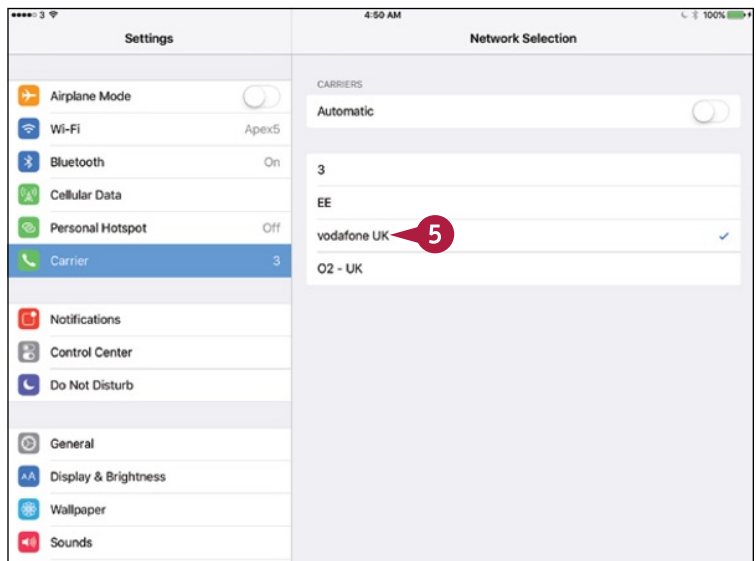 3 4:50 AM 100%
Settings
Network Selection
Airplane Mode
Wi-Fi Apex5
Bluetooth On
Cellular Data
Personal Hotspot Off
Carrier 3
Notifications
Control Center
Do Not Disturb
General
AA Display & Brightness
Wallpaper
Sounds
CARRIERS
Automatic
3
EE
vodafone UK 5
O2 - UK